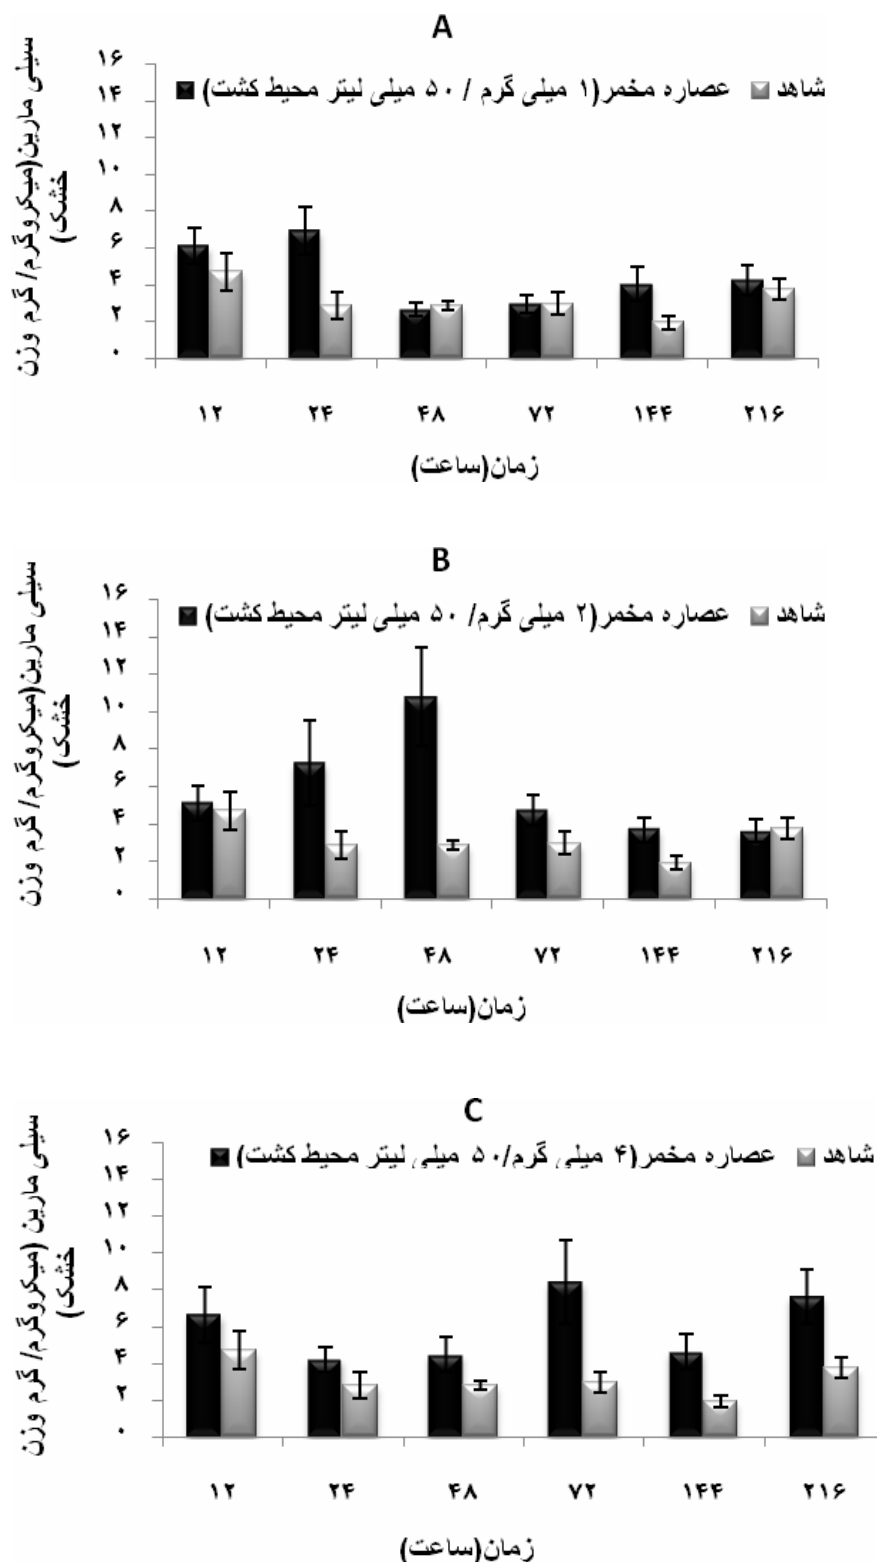 A
۱۶
۱۴
۱۲
۱۰
۸
۶
۴
۲
۰
سیلی مارین(میکروگرم/ گرم وزن
خشک)
عصاره مخمر(۱ میلی گرم / ۵۰ میلی لیتر محیط کشت) شاهد
۱۲ ۲۴ ۴۸ ۷۲ ۱۴۴ ۲۱۶
زمان(ساعت)
B
۱۶
۱۴
۱۲
۱۰
۸
۶
۴
۲
۰
سیلی مارین(میکروگرم/ گرم وزن
خشک)
عصاره مخمر(۲ میلی گرم/ ۵۰ میلی لیتر محیط کشت) شاهد
۱۲ ۲۴ ۴۸ ۷۲ ۱۴۴ ۲۱۶
زمان(ساعت)
C
۱۶
۱۴
۱۲
۱۰
۸
۶
۴
۲
۰
سیلی مارین (میکروگرم/ گرم وزن
خشک)
عصاره مخمر(۴ میلی گرم/۵۰ میلی لیتر محیط کشت) شاهد
۱۲ ۲۴ ۴۸ ۷۲ ۱۴۴ ۲۱۶
زمان(ساعت)